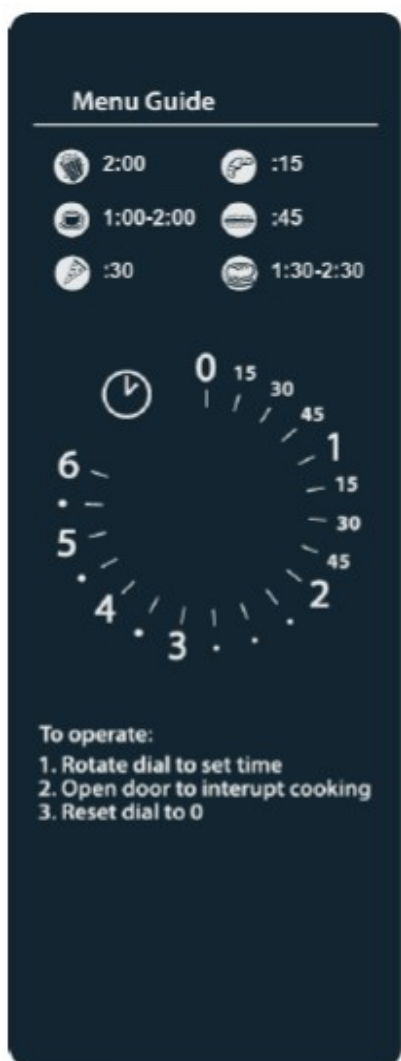 Menu Guide
2:00 :15
1:00-2:00 :45
:30 1:30-2:30
0 15 30 45 1 15 30 45 2 3 4 5 6
To operate:
1. Rotate dial to set time
2. Open door to interupt cooking
3. Reset dial to 0